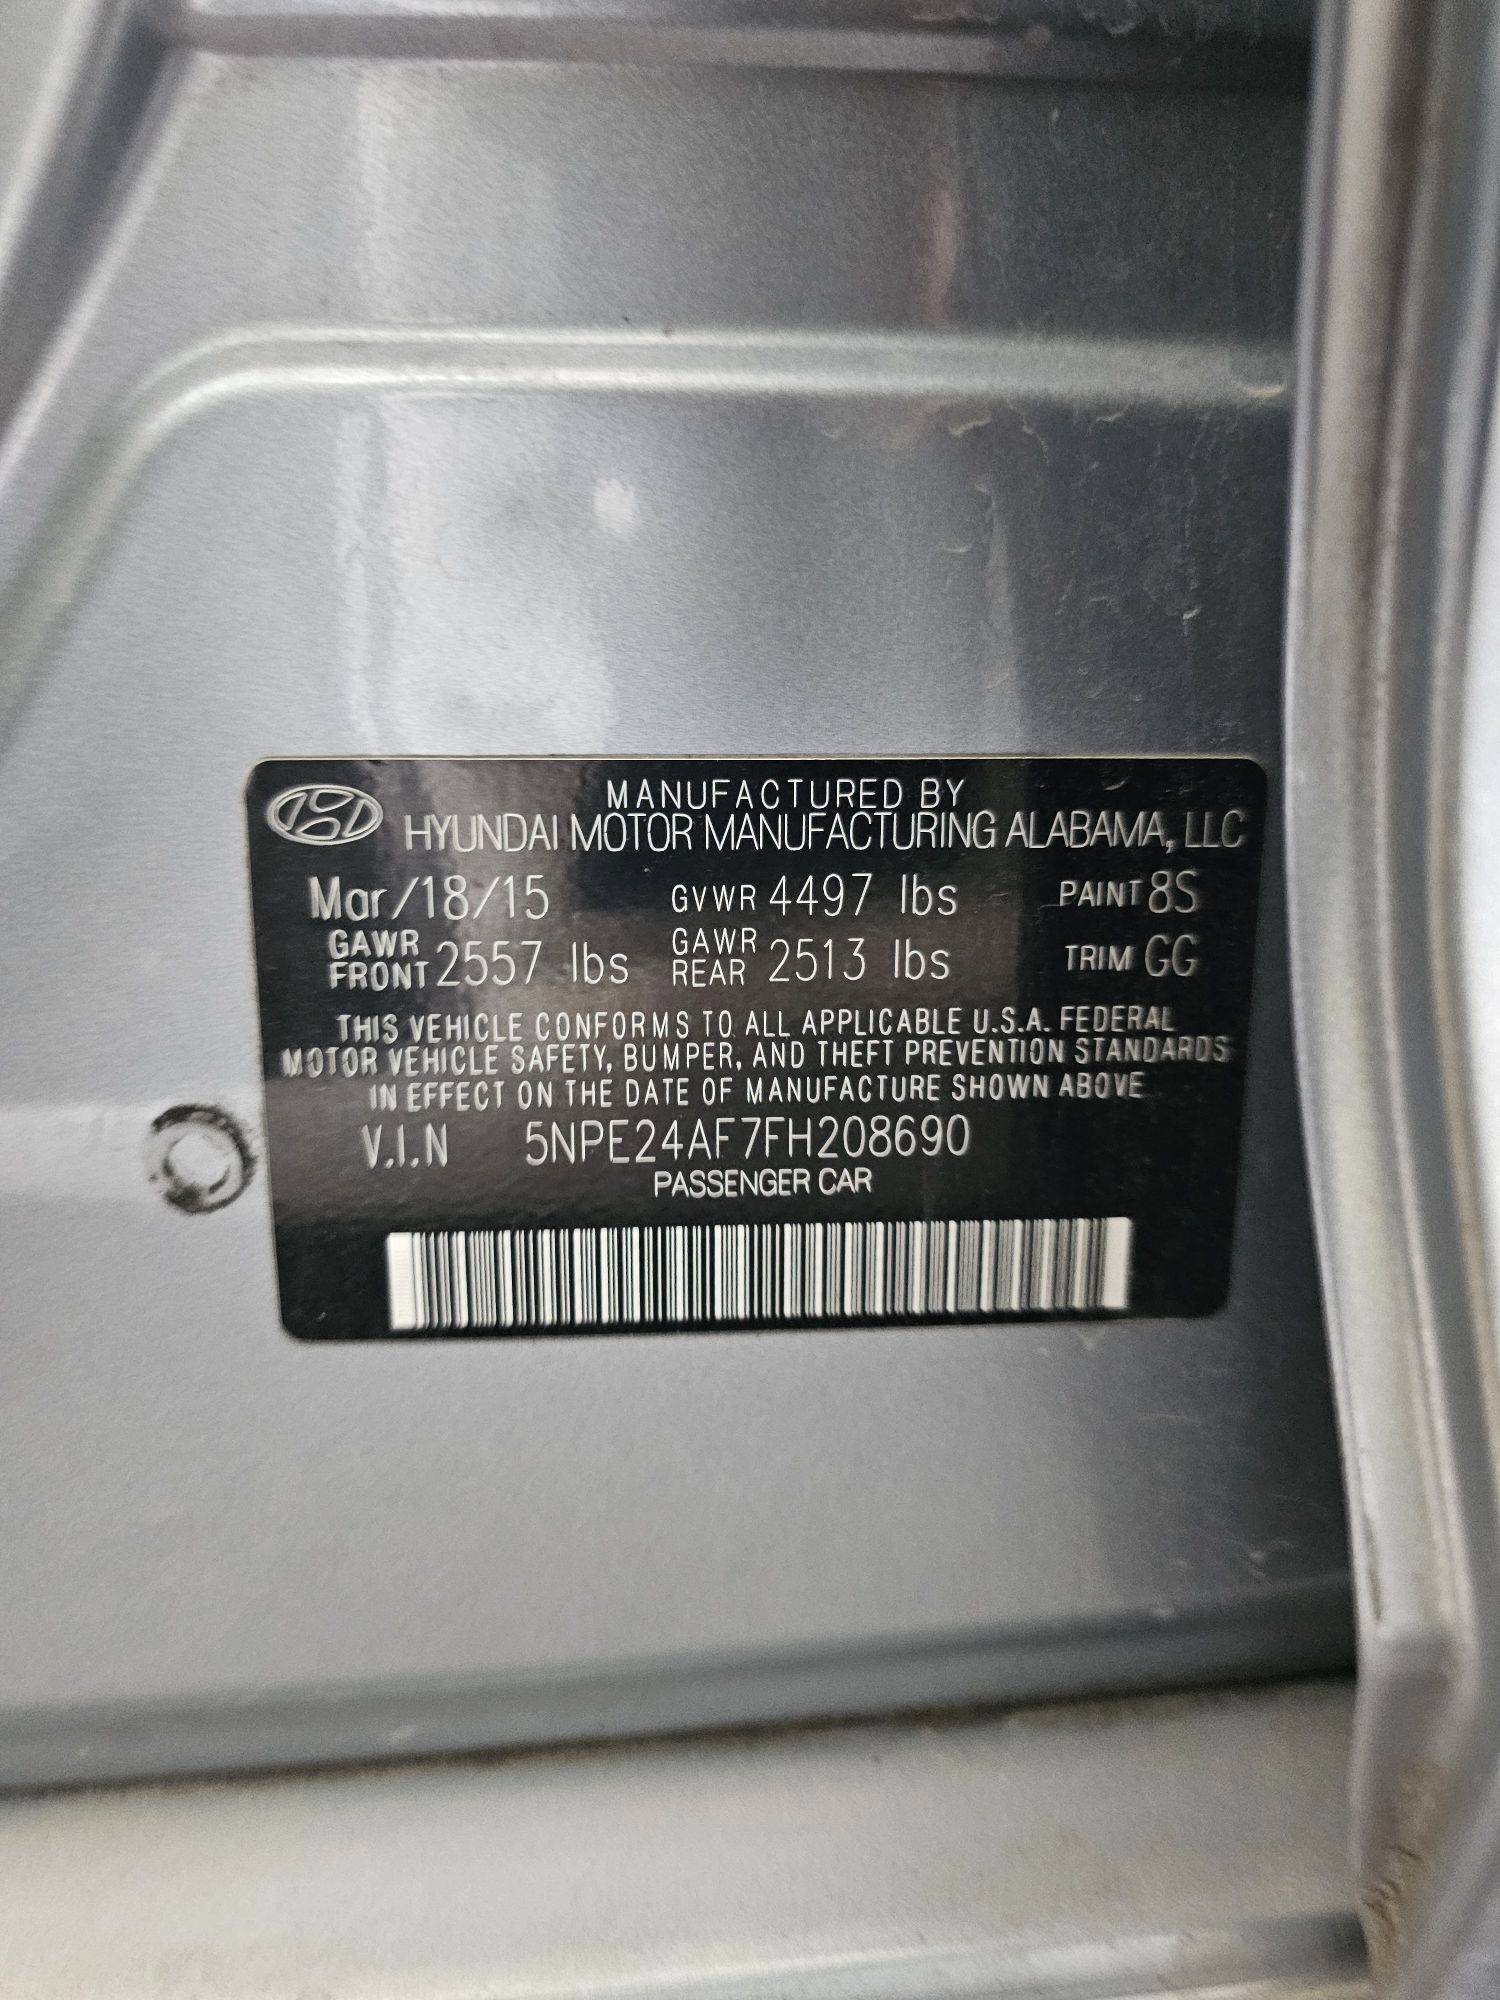 MANUFACTURED BY
HYUNDAI MOTOR MANUFACTURING ALABAMA, LLC
Mar/18/15 GVWR 4497 lbs PAINT 8S
GAWR FRONT 2557 lbs GAWR REAR 2513 lbs TRIM GG
THIS VEHICLE CONFORMS TO ALL APPLICABLE U.S.A. FEDERAL
MOTOR VEHICLE SAFETY, BUMPER, AND THEFT PREVENTION STANDARDS
IN EFFECT ON THE DATE OF MANUFACTURE SHOWN ABOVE
V.I.N 5NPE24AF7FH208690
PASSENGER CAR